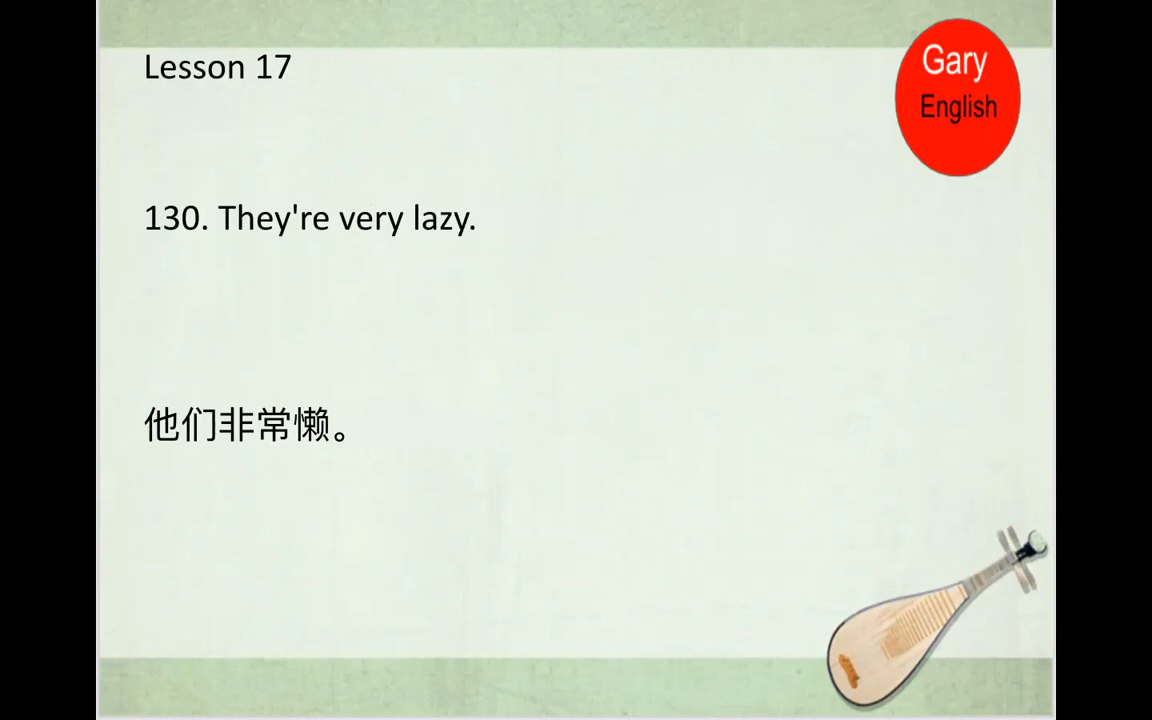 Lesson 17
Gary
English
130. They're very lazy.
他们非常懒。